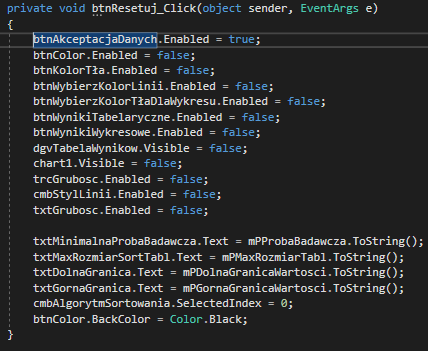 private void btnResetuj_Click(object sender, EventArgs e)
{
btnAkceptacjaDanych.Enabled = true;
btnColor.Enabled = false;
btnKolorTła.Enabled = false;
btnWybierzKolorLinii.Enabled = false;
btnWybierzKolorTłaDlaWykresu.Enabled = false;
btnWynikiTabelaryczne.Enabled = false;
btnWynikiWykresowe.Enabled = false;
dgvTabelaWynikow.Visible = false;
chart1.Visible = false;
trcGrubosc.Enabled = false;
cmbStylLinii.Enabled = false;
txtGrubosc.Enabled = false;
txtMinimalnaProbaBadawcza.Text = mPProbaBadawcza.ToString();
txtMaxRozmiarSortTabl.Text = mPMaxRozmiarTabl.ToString();
txtDolnaGranica.Text = mPDolnaGranicaWartosci.ToString();
txtGornaGranica.Text = mPGornaGranicaWartosci.ToString();
cmbAlgorytmSortowania.SelectedIndex = 0;
btnColor.BackColor = Color.Black;
}